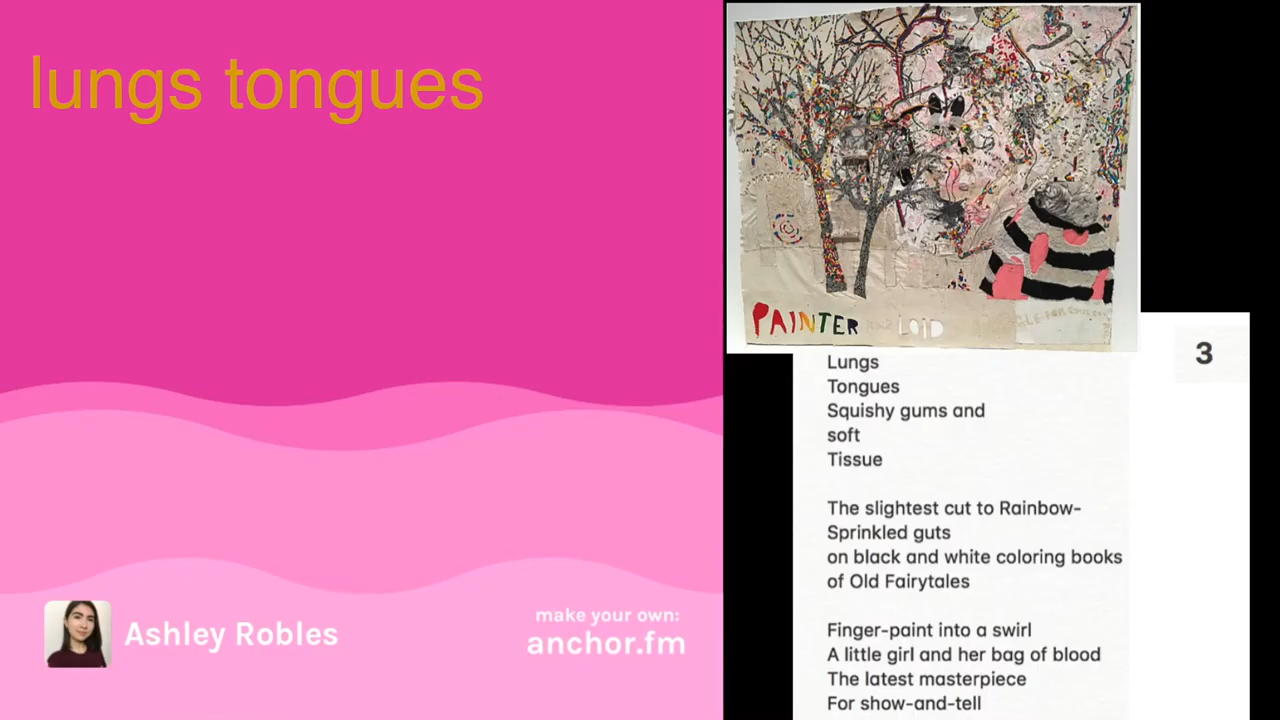 lungs tongues
Ashley Robles
make your own:
anchor.fm
PAINTER
LOID
3
Lungs
Tongues
Squishy gums and
soft
Tissue
The slightest cut to Rainbow-
Sprinkled guts
on black and white coloring books
of Old Fairytales
Finger-paint into a swirl
A little girl and her bag of blood
The latest masterpiece
For show-and-tell